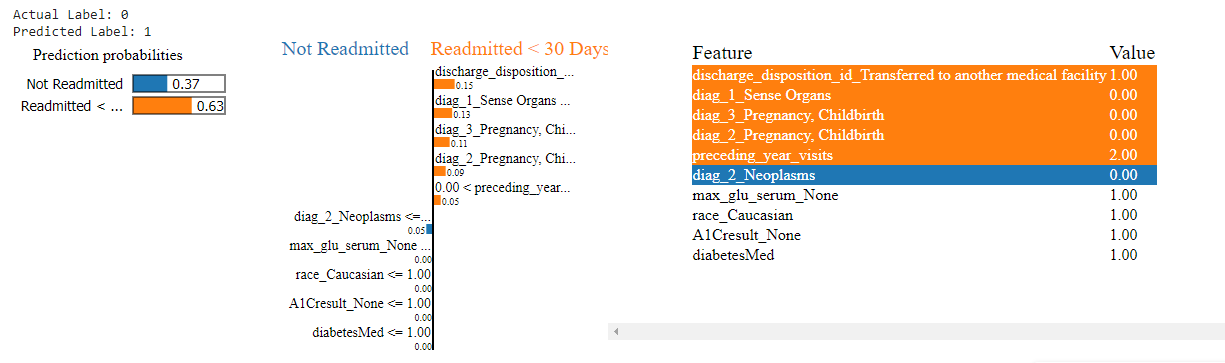 Actual Label: 0
Predicted Label: 1
Prediction probabilities
Not Readmitted 0.37
Readmitted < ... 0.63
Not Readmitted Readmitted < 30 Days
discharge_disposition_...
0.15
diag_1_Sense Organs ...
0.13
diag_3_Pregnancy, Chi...
0.11
diag_2_Pregnancy, Chi...
0.09
0.00 < preceding_year...
0.05
diag_2_Neoplasms <=...
0.05
max_glu_serum_None ...
0.00
race_Caucasian <= 1.00
0.00
A1Cresult_None <= 1.00
0.00
diabetesMed <= 1.00
0.00
Feature Value
discharge_disposition_id_Transferred to another medical facility 1.00
diag_1_Sense Organs 0.00
diag_3_Pregnancy, Childbirth 0.00
diag_2_Pregnancy, Childbirth 0.00
preceding_year_visits 2.00
diag_2_Neoplasms 0.00
max_glu_serum_None 1.00
race_Caucasian 1.00
A1Cresult_None 1.00
diabetesMed 1.00